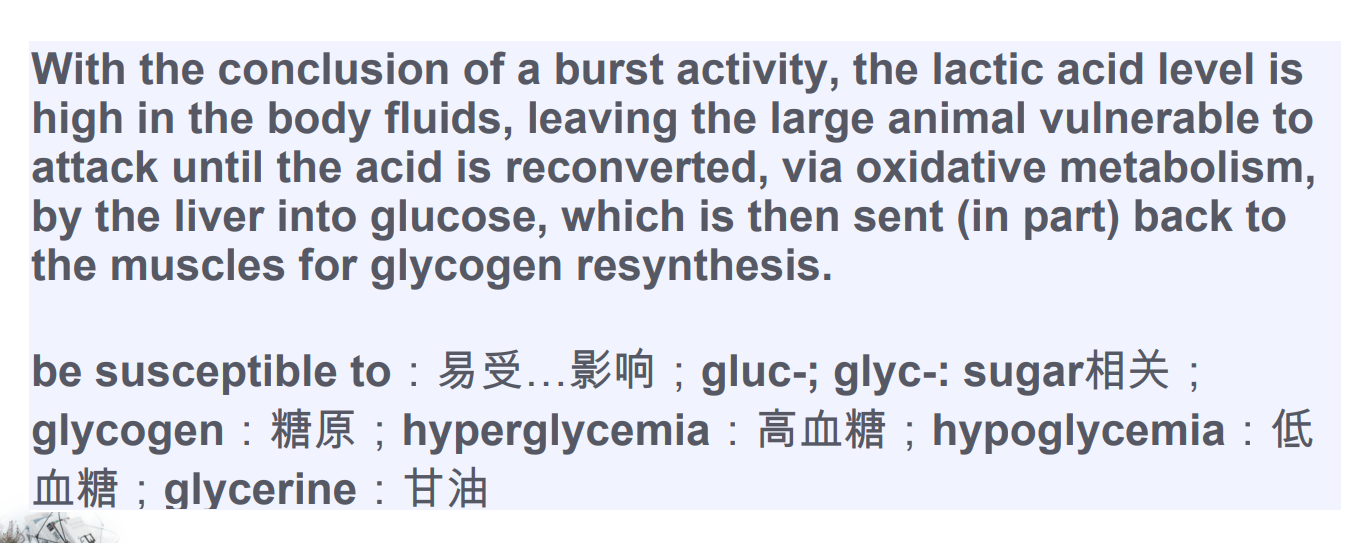 With the conclusion of a burst activity, the lactic acid level is
high in the body fluids, leaving the large animal vulnerable to
attack until the acid is reconverted, via oxidative metabolism,
by the liver into glucose, which is then sent (in part) back to
the muscles for glycogen resynthesis.
be susceptible to：易受…影响；gluc-; glyc-: sugar相关；
glycogen：糖原；hyperglycemia：高血糖；hypoglycemia：低
血糖；glycerine：甘油